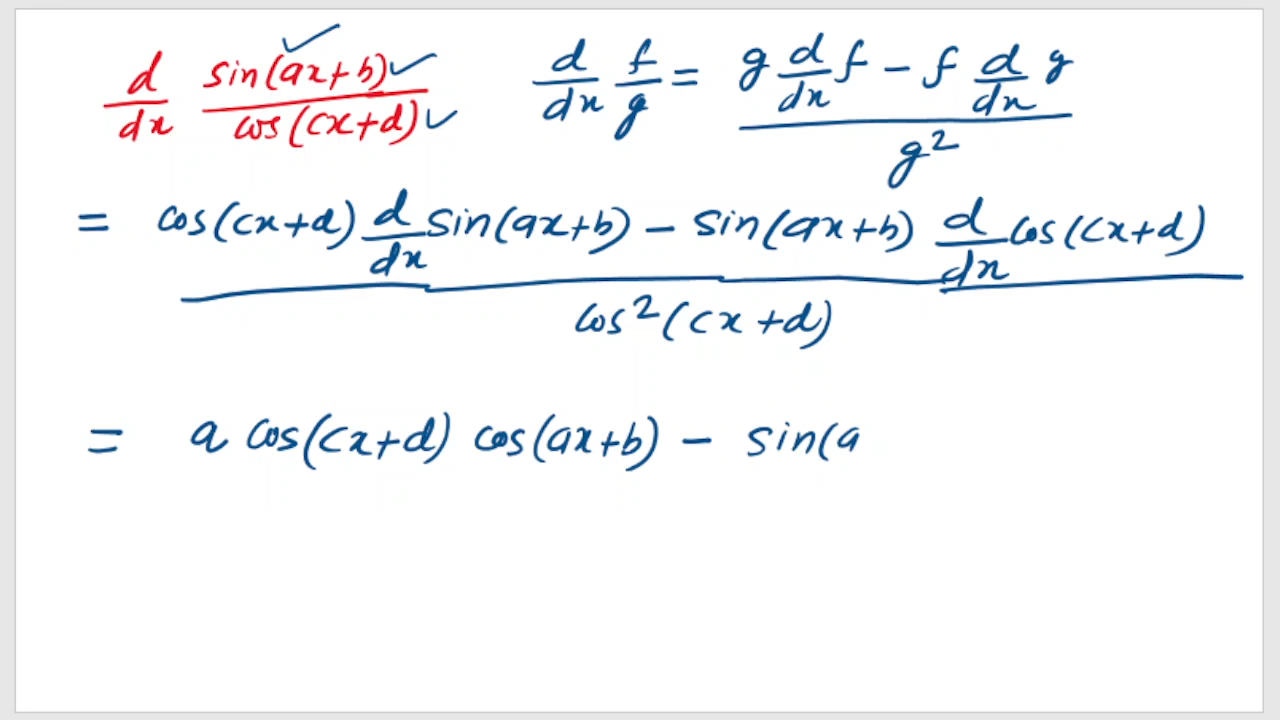 d/dx sin(ax+b)/cos(cx+d) d/dx f/g = (g d/dx f - f d/dx g)/g²
= (cos(cx+d) d/dx sin(ax+b) - sin(ax+b) d/dx cos(cx+d))/cos²(cx+d)
= a cos(cx+d) cos(ax+b) - sin(a